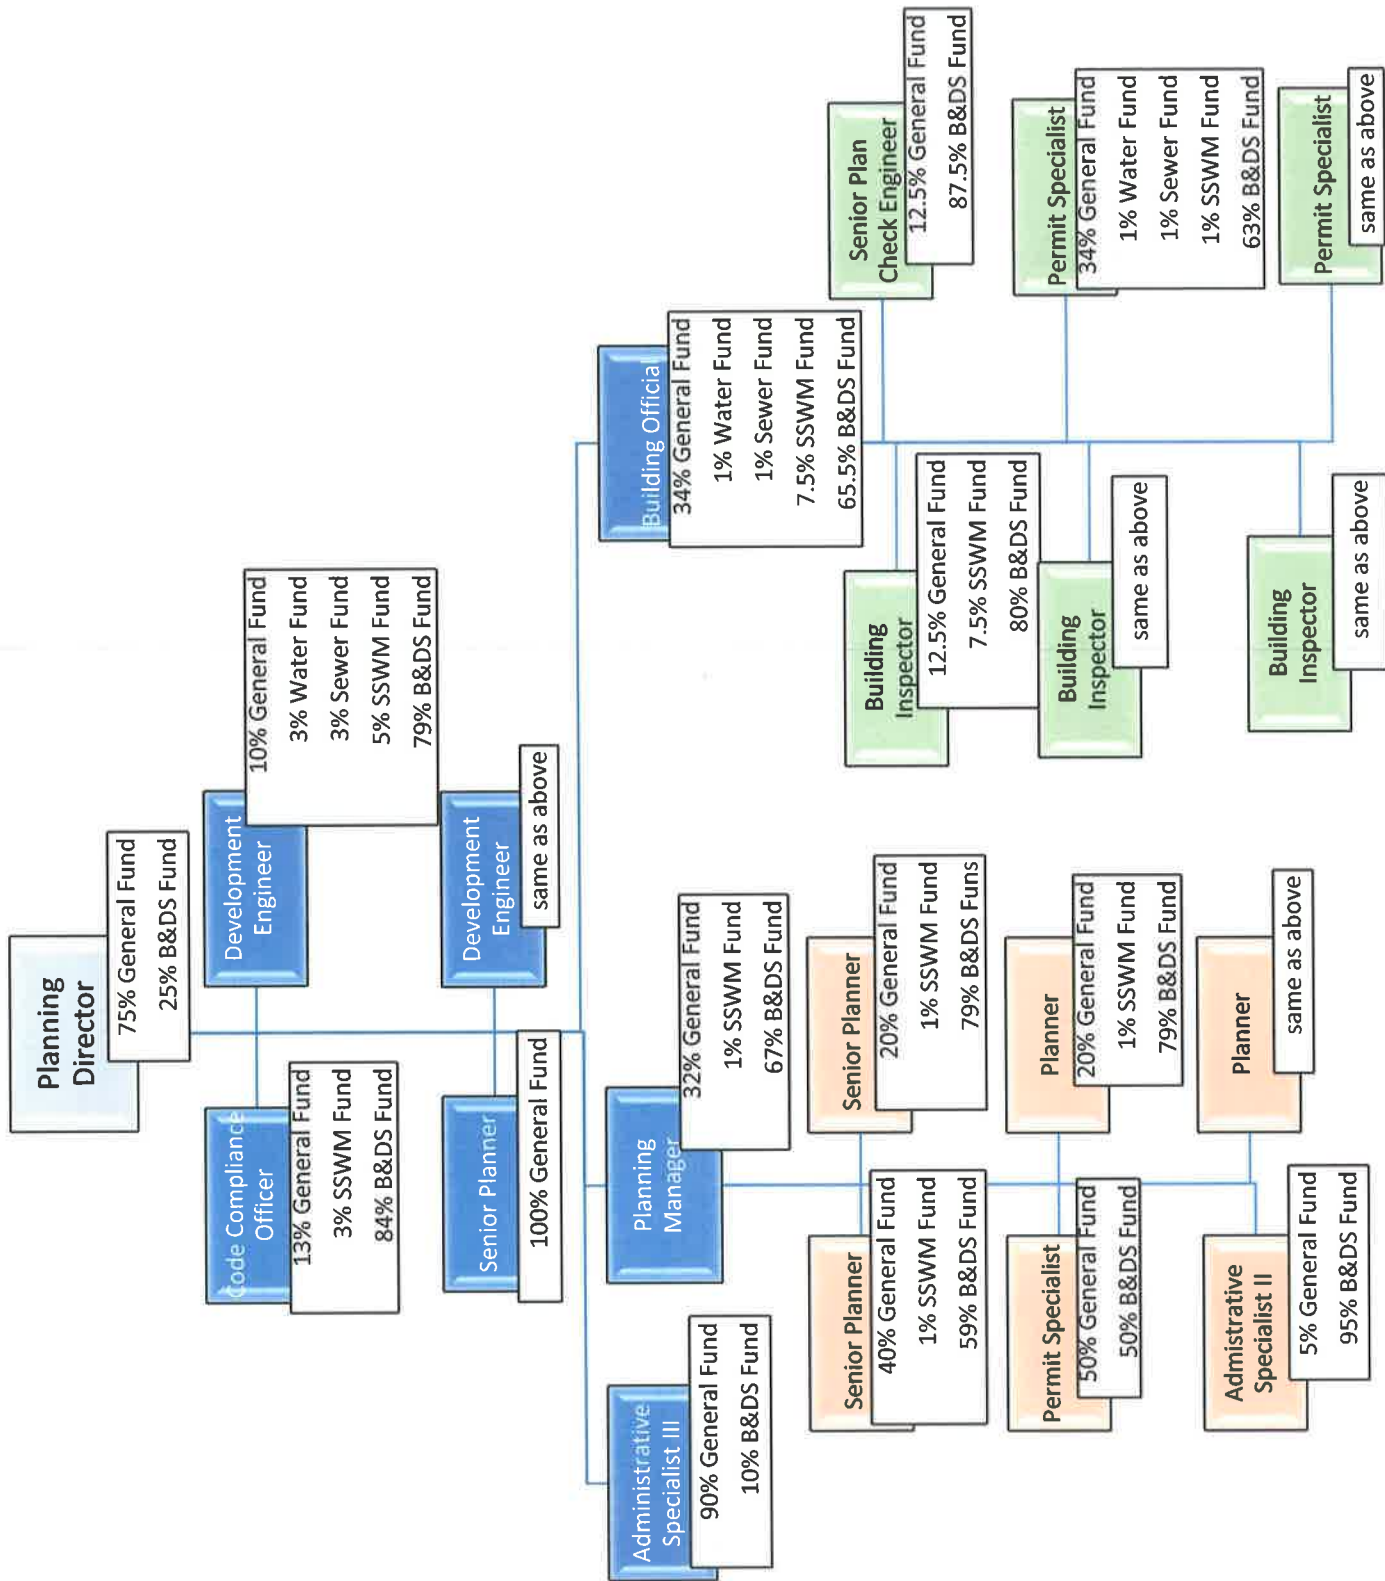 Planning
Director
75% General Fund
25% B&DS Fund
Code Compliance
Officer
13% General Fund
3% SSWM Fund
84% B&DS Fund
Development
Engineer
10% General Fund
3% Water Fund
3% Sewer Fund
5% SSWM Fund
79% B&DS Fund
Senior Planner
100% General Fund
Development
Engineer
same as above
Administrative
Specialist III
90% General Fund
10% B&DS Fund
Planning
Manager
32% General Fund
1% SSWM Fund
67% B&DS Fund
Building Official
34% General Fund
1% Water Fund
1% Sewer Fund
7.5% SSWM Fund
65.5% B&DS Fund
Senior Planner
40% General Fund
1% SSWM Fund
59% B&DS Fund
Senior Planner
20% General Fund
1% SSWM Fund
79% B&DS Funs
Permit Specialist
50% General Fund
50% B&DS Fund
Planner
20% General Fund
1% SSWM Fund
79% B&DS Fund
Admistrative
Specialist II
5% General Fund
95% B&DS Fund
Planner
same as above
Building
Inspector
12.5% General Fund
7.5% SSWM Fund
80% B&DS Fund
Senior Plan
Check Engineer
12.5% General Fund
87.5% B&DS Fund
Building
Inspector
same as above
Permit Specialist
34% General Fund
1% Water Fund
1% Sewer Fund
1% SSWM Fund
63% B&DS Fund
Building
Inspector
same as above
Permit Specialist
same as above